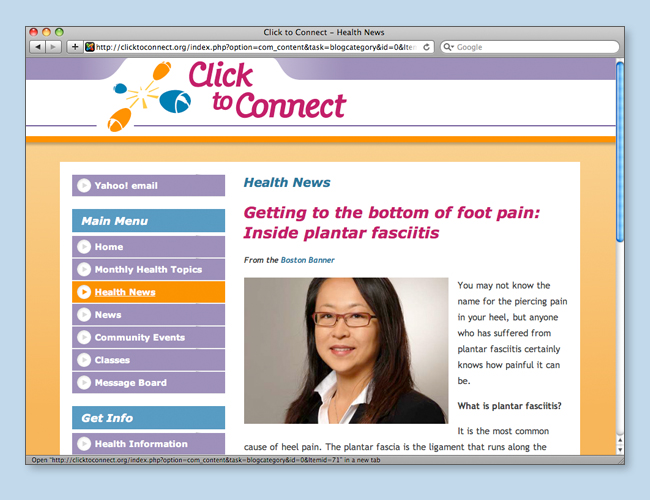 Click to Connect – Health News
http://clicktoconnect.org/index.php?option=com_content&task=blogcategory&id=0&Iten
Google
Click
to Connect
Yahoo! email
Main Menu
Home
Monthly Health Topics
Health News
News
Community Events
Classes
Message Board
Get Info
Health Information
Health News
Getting to the bottom of foot pain:
Inside plantar fasciitis
From the Boston Banner
You may not know the
name for the piercing pain
in your heel, but anyone
who has suffered from
plantar fasciitis certainly
knows how painful it can
be.
What is plantar fasciitis?
It is the most common
cause of heel pain. The plantar fascia is the ligament that runs along the
Open "http://clicktoconnect.org/index.php?option=com_content&task=blogcategory&id=0&Itemid=71" in a new tab